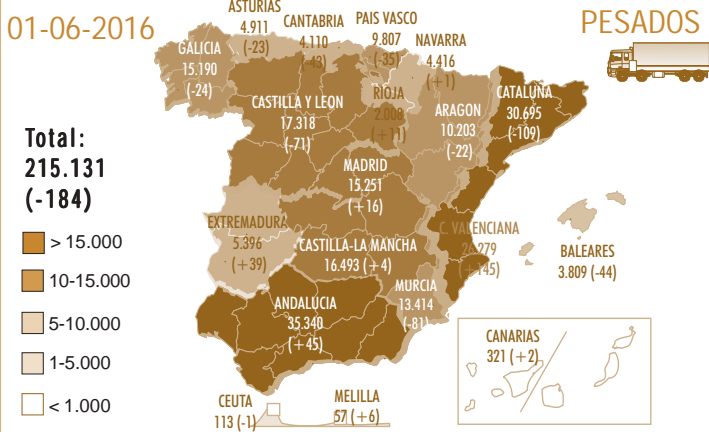 01-06-2016
PESADOS
ASTURIAS
4.911
(-23)
CANTABRIA
4.110
(-43)
PAIS VASCO
9.807
(-35)
NAVARRA
4.416
(+1)
GALICIA
15.190
(-24)
RIOJA
2.008
(+11)
CASTILLA Y LEON
17.318
(-71)
ARAGON
10.203
(-22)
CATALUÑA
30.695
(-109)
Total:
215.131
(-184)
MADRID
15.251
(+16)
EXTREMADURA
5.396
(+39)
CASTILLA-LA MANCHA
16.493 (+4)
C. VALENCIANA
26.279
(+145)
BALEARES
3.809 (-44)
MURCIA
13.414
(-81)
ANDALUCIA
35.340
(+45)
CANARIAS
321 (+2)
CEUTA
113 (-1)
MELILLA
57 (+6)
> 15.000
10-15.000
5-10.000
1-5.000
< 1.000